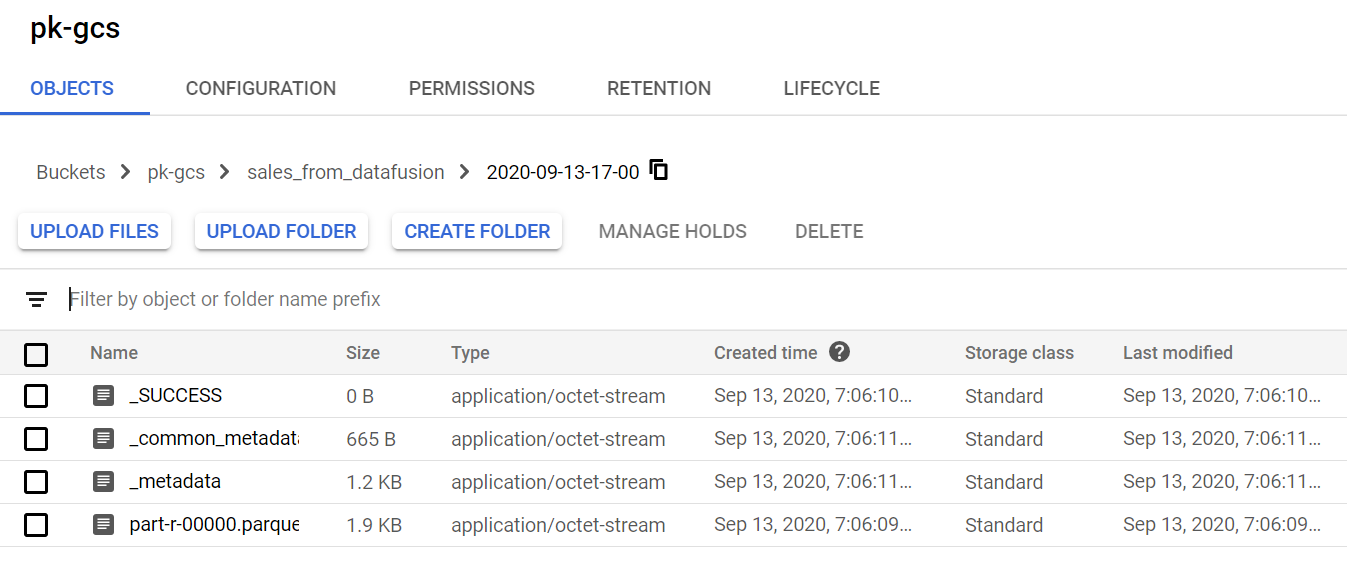 pk-gcs
OBJECTS CONFIGURATION PERMISSIONS RETENTION LIFECYCLE
Buckets > pk-gcs > sales_from_datafusion > 2020-09-13-17-00
UPLOAD FILES UPLOAD FOLDER CREATE FOLDER MANAGE HOLDS DELETE
Filter by object or folder name prefix
Name Size Type Created time ? Storage class Last modified
_SUCCESS 0 B application/octet-stream Sep 13, 2020, 7:06:10... Standard Sep 13, 2020, 7:06:10...
_common_metadata 665 B application/octet-stream Sep 13, 2020, 7:06:11... Standard Sep 13, 2020, 7:06:11...
_metadata 1.2 KB application/octet-stream Sep 13, 2020, 7:06:11... Standard Sep 13, 2020, 7:06:11...
part-r-00000.parque 1.9 KB application/octet-stream Sep 13, 2020, 7:06:09... Standard Sep 13, 2020, 7:06:09...